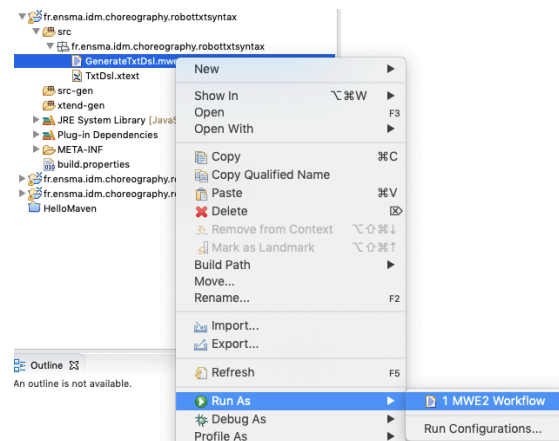 fr.ensma.idm.choreography.robottxtsyntax
src
fr.ensma.idm.choreography.robottxtsyntax
GenerateTxtDsl.mwe
TxtDsl.xtext
src-gen
xtend-gen
JRE System Library [JavaS
Plug-in Dependencies
META-INF
build.properties
fr.ensma.idm.choreography.ro
fr.ensma.idm.choreography.ro
HelloMaven
Outline
An outline is not available.
New
Show In ⌥⌘W
Open F3
Open With
Copy ⌘C
Copy Qualified Name
Paste ⌘V
Delete ⌦
Remove from Context ⌥⇧⌘↓
Mark as Landmark ⌥⇧⌘↑
Build Path
Move...
Rename... F2
Import...
Export...
Refresh F5
Run As
Debug As
Profile As
1 MWE2 Workflow
Run Configurations...